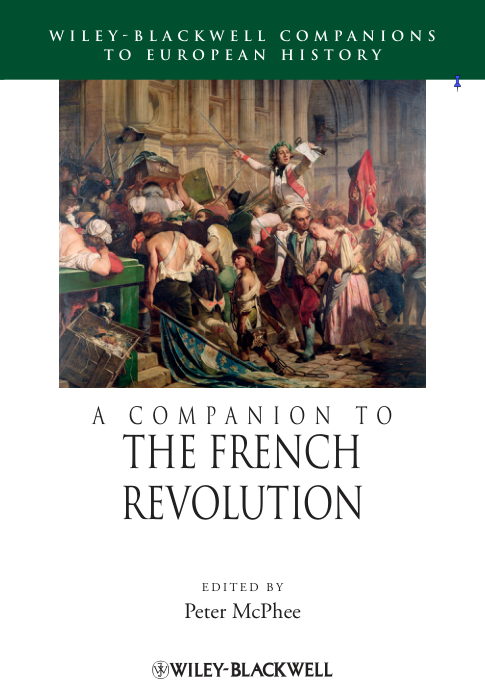 WILEY-BLACKWELL COMPANIONS
TO EUROPEAN HISTORY
A COMPANION TO
THE FRENCH
REVOLUTION
EDITED BY
Peter McPhee
WILEY-BLACKWELL